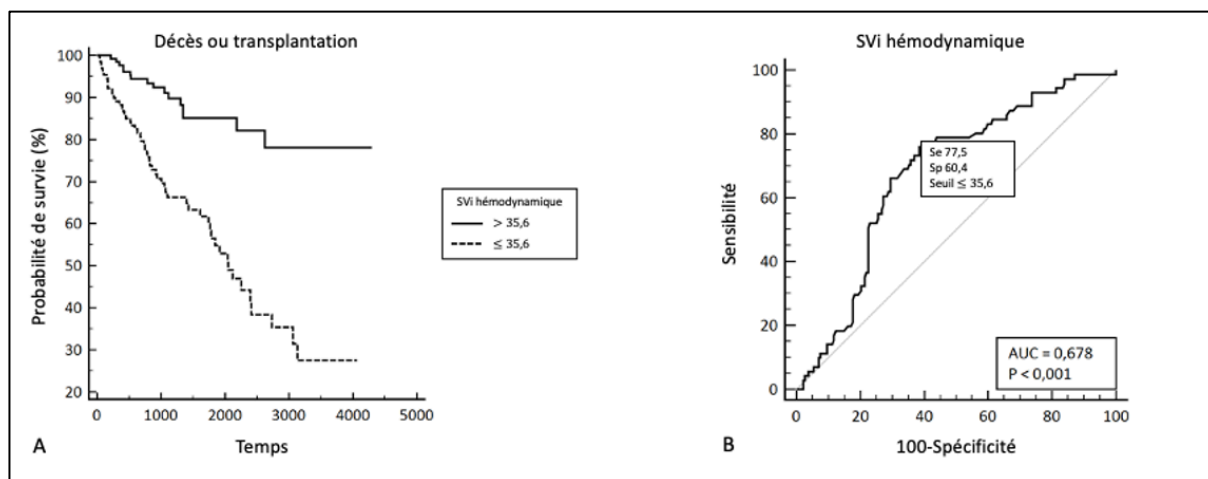 Décès ou transplantation
100
90
80
70
60
50
40
30
20
0
1000
2000
3000
4000
5000
Probabilité de survie (%)
Temps
A
SVi hémodynamique
> 35,6
≤ 35,6
SVi hémodynamique
100
80
60
40
20
0
0
20
40
60
80
100
Sensibilité
100-Spécificité
Se 77,5
Sp 60,4
Seuil ≤ 35,6
AUC = 0,678
P < 0,001
B